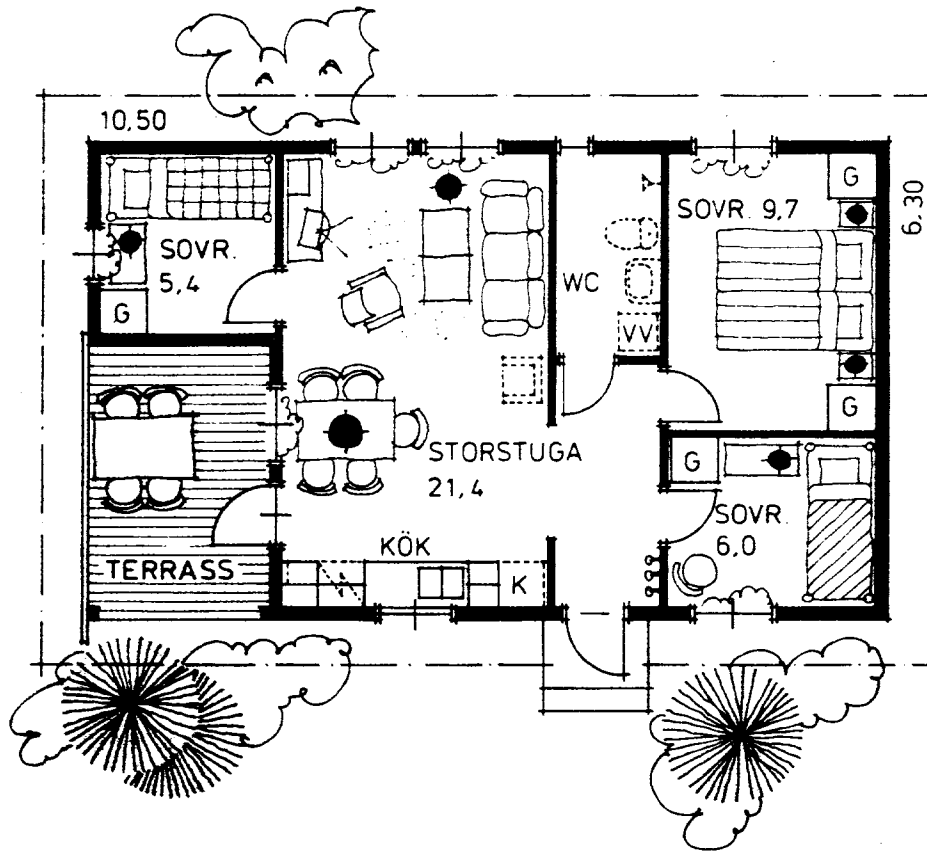 10,50
6,30
G
SOVR. 9,7
SOVR.
5,4
WC
G
VV
G
STORSTUGA
21,4
G
SOVR.
6,0
KÖK
TERRASS
K